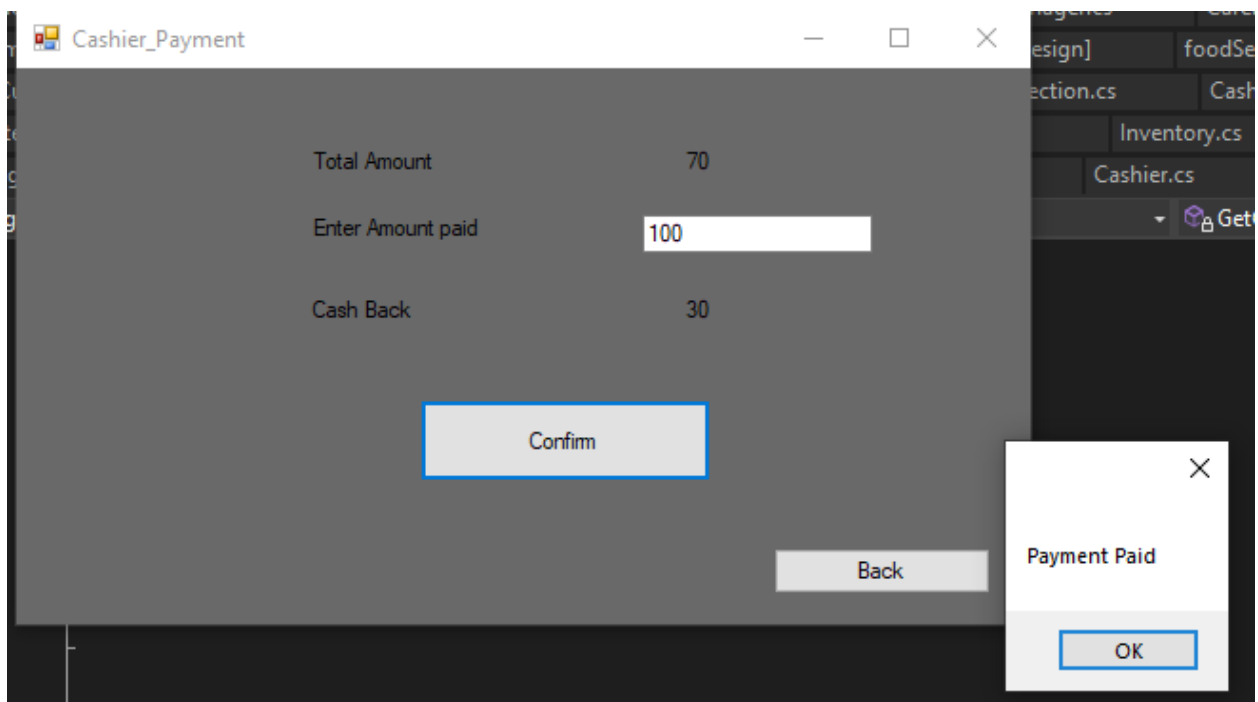 Cashier_Payment
Total Amount 70
Enter Amount paid 100
Cash Back 30
Confirm
Back
Payment Paid
OK
esign]
foodSe
ection.cs
Cash
Inventory.cs
Cashier.cs
Get